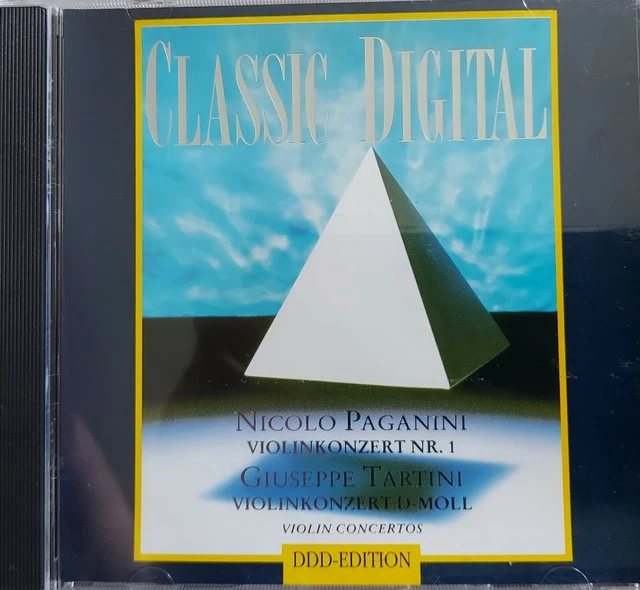 CLASSIC DIGITAL
NICOLO PAGANINI
VIOLINKONZERT NR. 1
GIUSEPPE TARTINI
VIOLINKONZERT D-MOLL
VIOLIN CONCERTOS
DDD-EDITION